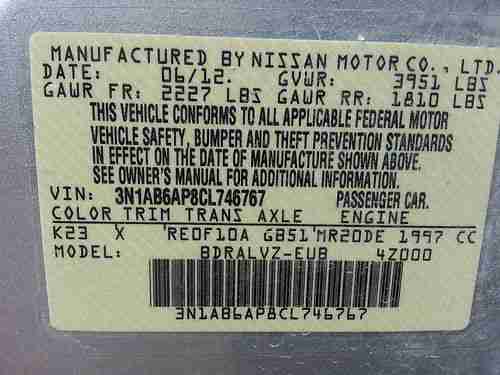 MANUFACTURED BY NISSAN MOTOR CO., LTD.
DATE: 06/12. GVWR: 3951 LBS
GAWR FR: 2227 LBS GAWR RR: 1810 LBS
THIS VEHICLE CONFORMS TO ALL APPLICABLE FEDERAL MOTOR
VEHICLE SAFETY, BUMPER AND THEFT PREVENTION STANDARDS
IN EFFECT ON THE DATE OF MANUFACTURE SHOWN ABOVE.
SEE OWNER'S MANUAL FOR ADDITIONAL INFORMATION.
VIN: 3N1AB6AP8CL746767 PASSENGER CAR.
COLOR TRIM TRANS AXLE ENGINE
K23 X 'RE0F10A GB51'MR20DE 1997 CC
BDRALVZ-EUB 4Z000
3N1AB6AP8CL746767